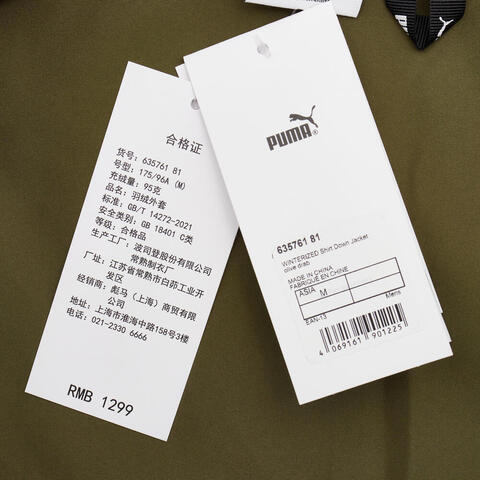 合格证
货号: 635761 81
号型: 175/96A (M)
充绒量: 95克
品名: 羽绒外套
标准: GB/T 14272-2021
安全类别: GB 18401 C类
等级: 合格品
生产工厂: 波司登股份有限公司
常熟制衣厂
厂址: 江苏省常熟市白茆工业开
发区
经销商: 彪马(上海)商贸有限
公司
地址: 上海市淮海中路158号3楼
电话: 021-2330 6666
RMB 1299
PUMA®
635761 81
WINTERIZED Shirt Down Jacket
olive drab
MADE IN CHINA
FABRIQUÉ EN CHINE
ASIA M
Mens
EAN-13
4 069161 901225